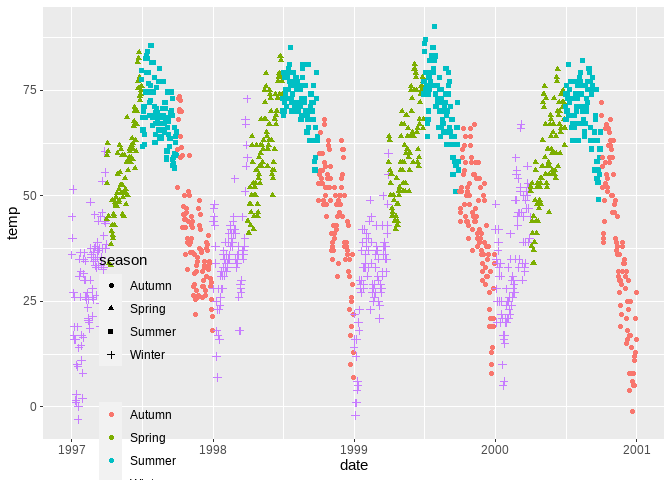 75
50
25
0
temp
season
Autumn
Spring
Summer
Winter
Autumn
Spring
Summer
1997
1998
1999
2000
2001
date